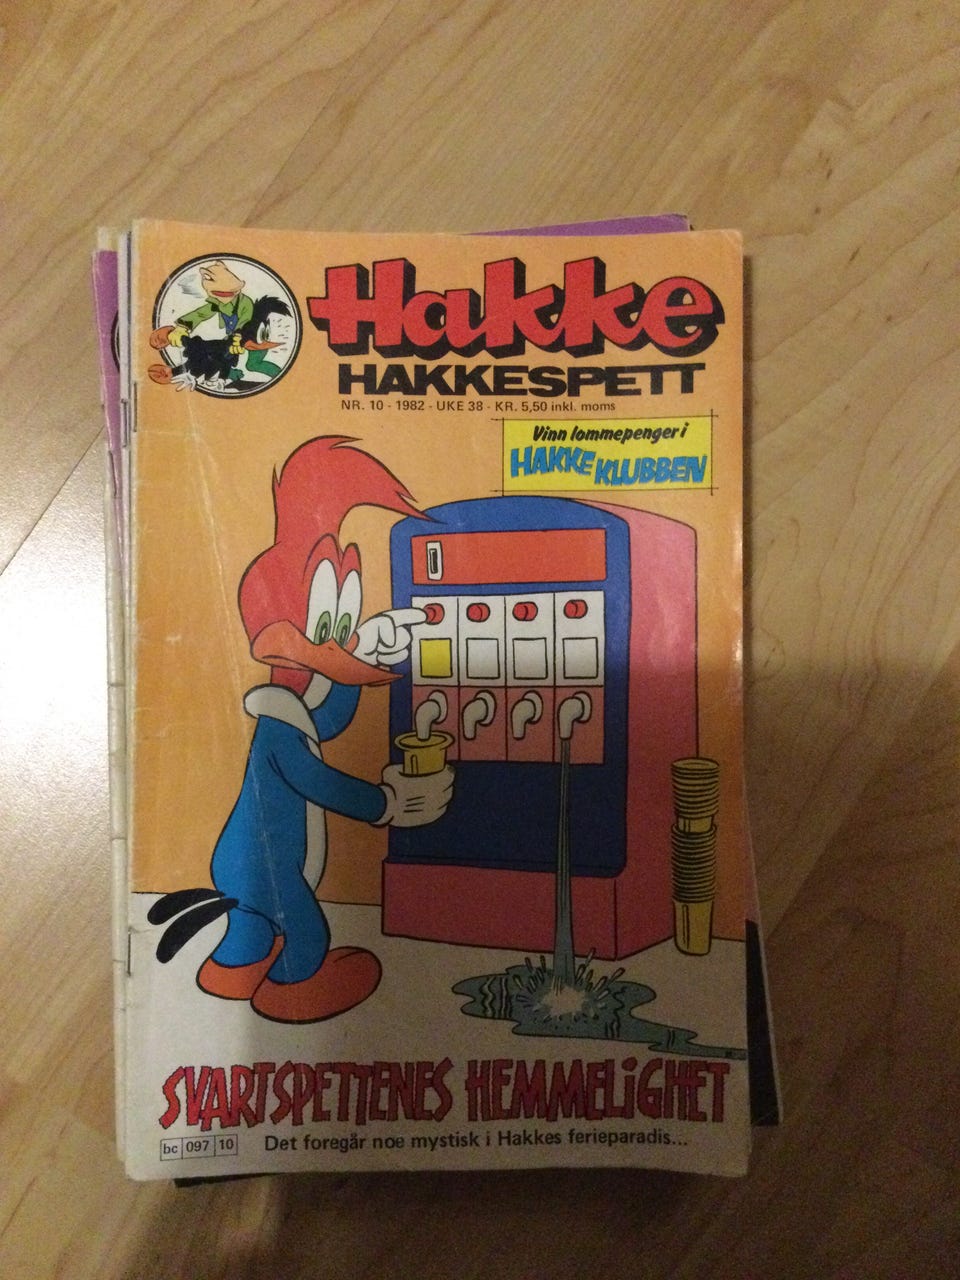 Hakke
HAKKESPETT
NR. 10 - 1982 - UKE 38 - KR. 5,50 inkl. moms
Vinn lommepenger i
HAKKE KLUBBEN
SVARTSPETTENES HEMMELiGHET
bc 097 10 Det foregår noe mystisk i Hakkes ferieparadis...